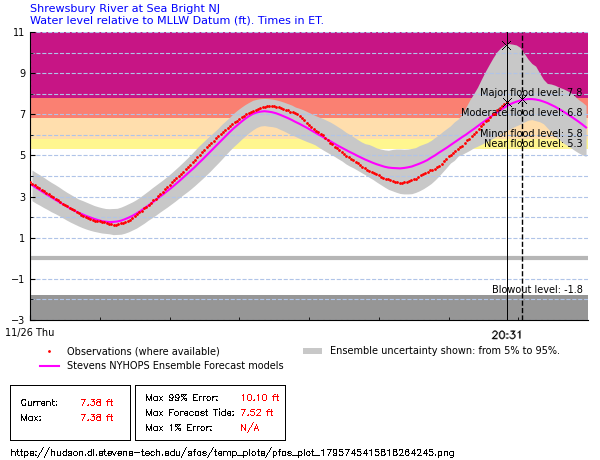 Shrewsbury River at Sea Bright NJ
Water level relative to MLLW Datum (ft). Times in ET.
11
9
7
5
3
1
−1
−3
Major flood level: 7.8
Moderate flood level: 6.8
Minor flood level: 5.8
Near flood level: 5.3
Blowout level: -1.8
11/26 Thu
20:31
Observations (where available)
Stevens NYHOPS Ensemble Forecast models
Ensemble uncertainty shown: from 5% to 95%.
Current: 7.38 ft
Max: 7.38 ft
Max 99% Error: 10.10 ft
Max Forecast Tide: 7.52 ft
Max 1% Error: N/A
https://hudson.dl.stevens-tech.edu/sfas/temp_plots/pfas_plot_1795745415818264245.png